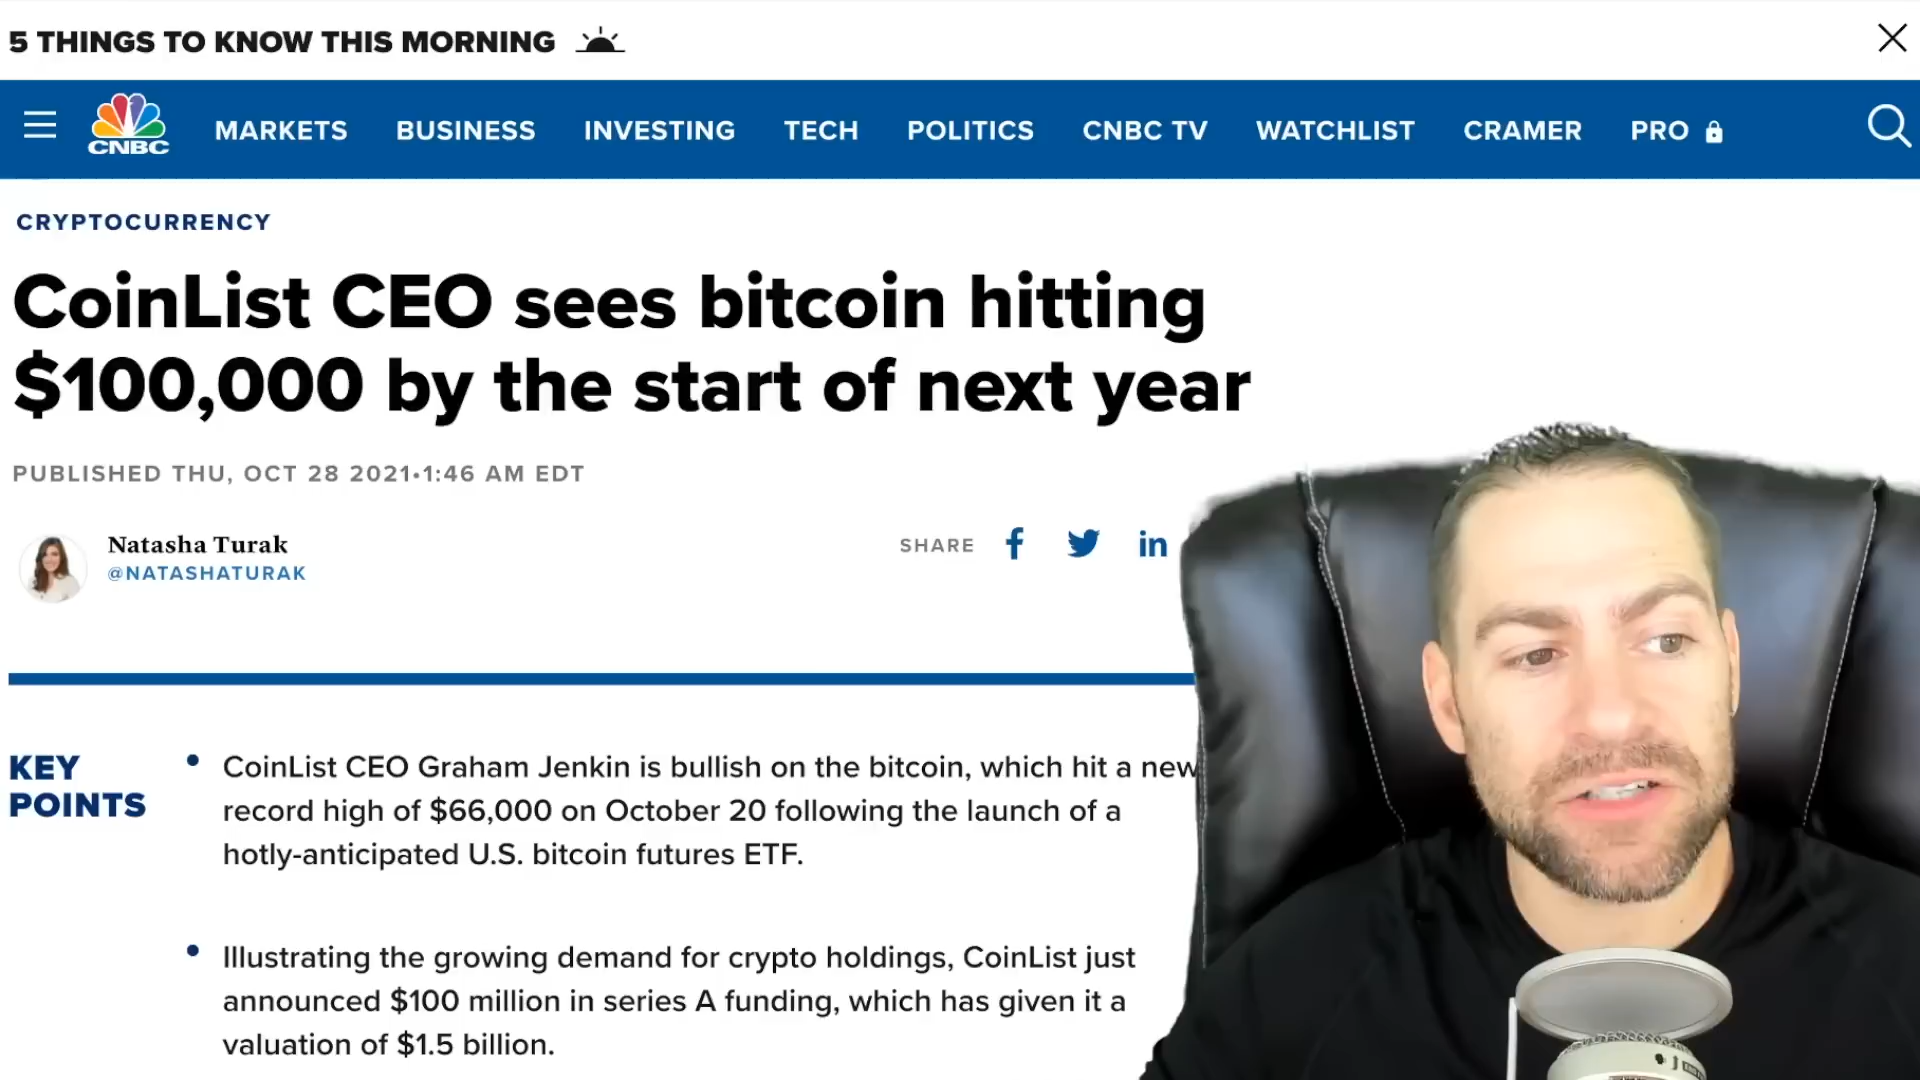 5 THINGS TO KNOW THIS MORNING
CNBC
MARKETS BUSINESS INVESTING TECH POLITICS CNBC TV WATCHLIST CRAMER PRO
CRYPTOCURRENCY
CoinList CEO sees bitcoin hitting
$100,000 by the start of next year
PUBLISHED THU, OCT 28 2021•1:46 AM EDT
Natasha Turak
@NATASHATURAK
SHARE f in
KEY
POINTS
• CoinList CEO Graham Jenkin is bullish on the bitcoin, which hit a new
record high of $66,000 on October 20 following the launch of a
hotly-anticipated U.S. bitcoin futures ETF.
• Illustrating the growing demand for crypto holdings, CoinList just
announced $100 million in series A funding, which has given it a
valuation of $1.5 billion.